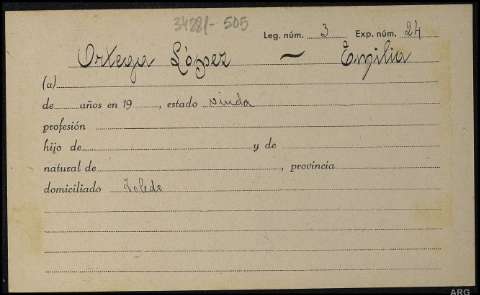 34281-505
Leg. núm. 3 Exp. núm. 24
Ortega López ~ Emilia
(a)
de años en 19 , estado viuda
profesión
hijo de y de
natural de , provincia
domiciliado Toledo
ARG